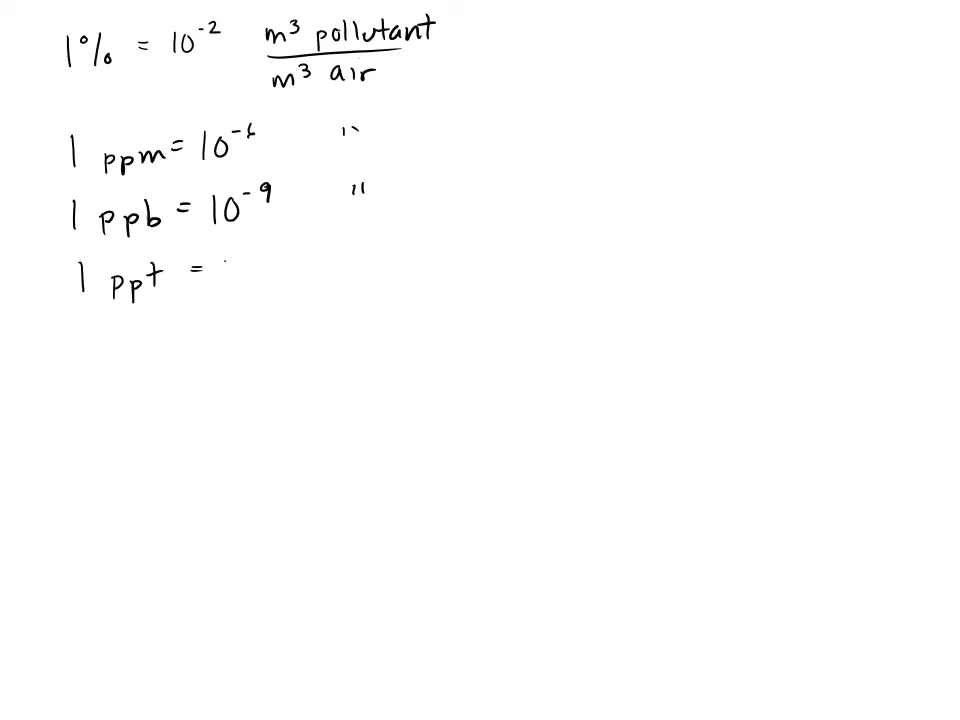 1% = 10⁻² m³ pollutant / m³ air
1 ppm = 10⁻⁶ "
1 ppb = 10⁻⁹ "
1 ppt =